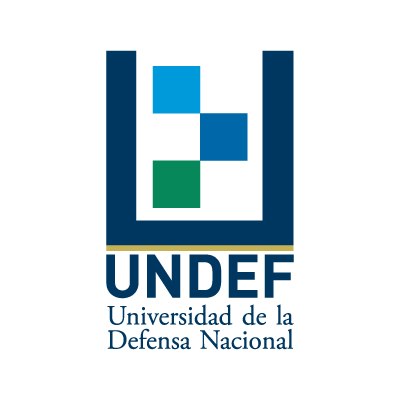 UNDEF
Universidad de la
Defensa Nacional